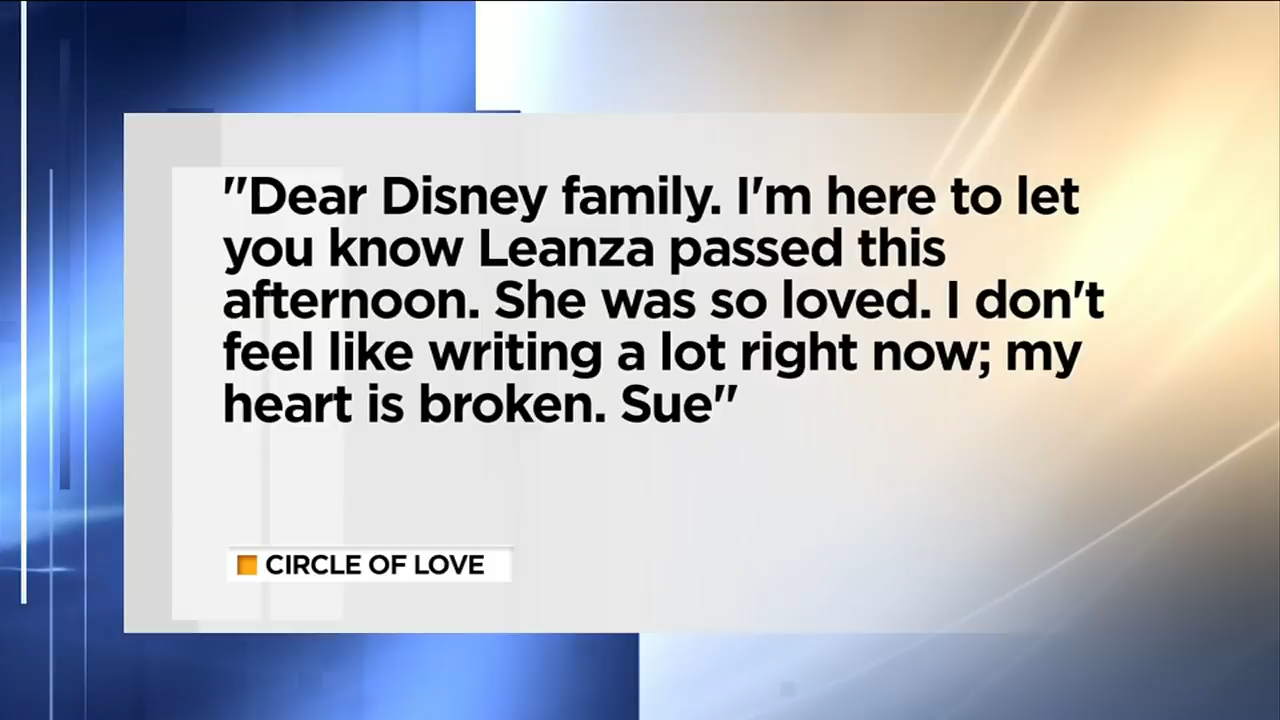 "Dear Disney family. I'm here to let
you know Leanza passed this
afternoon. She was so loved. I don't
feel like writing a lot right now; my
heart is broken. Sue"
CIRCLE OF LOVE